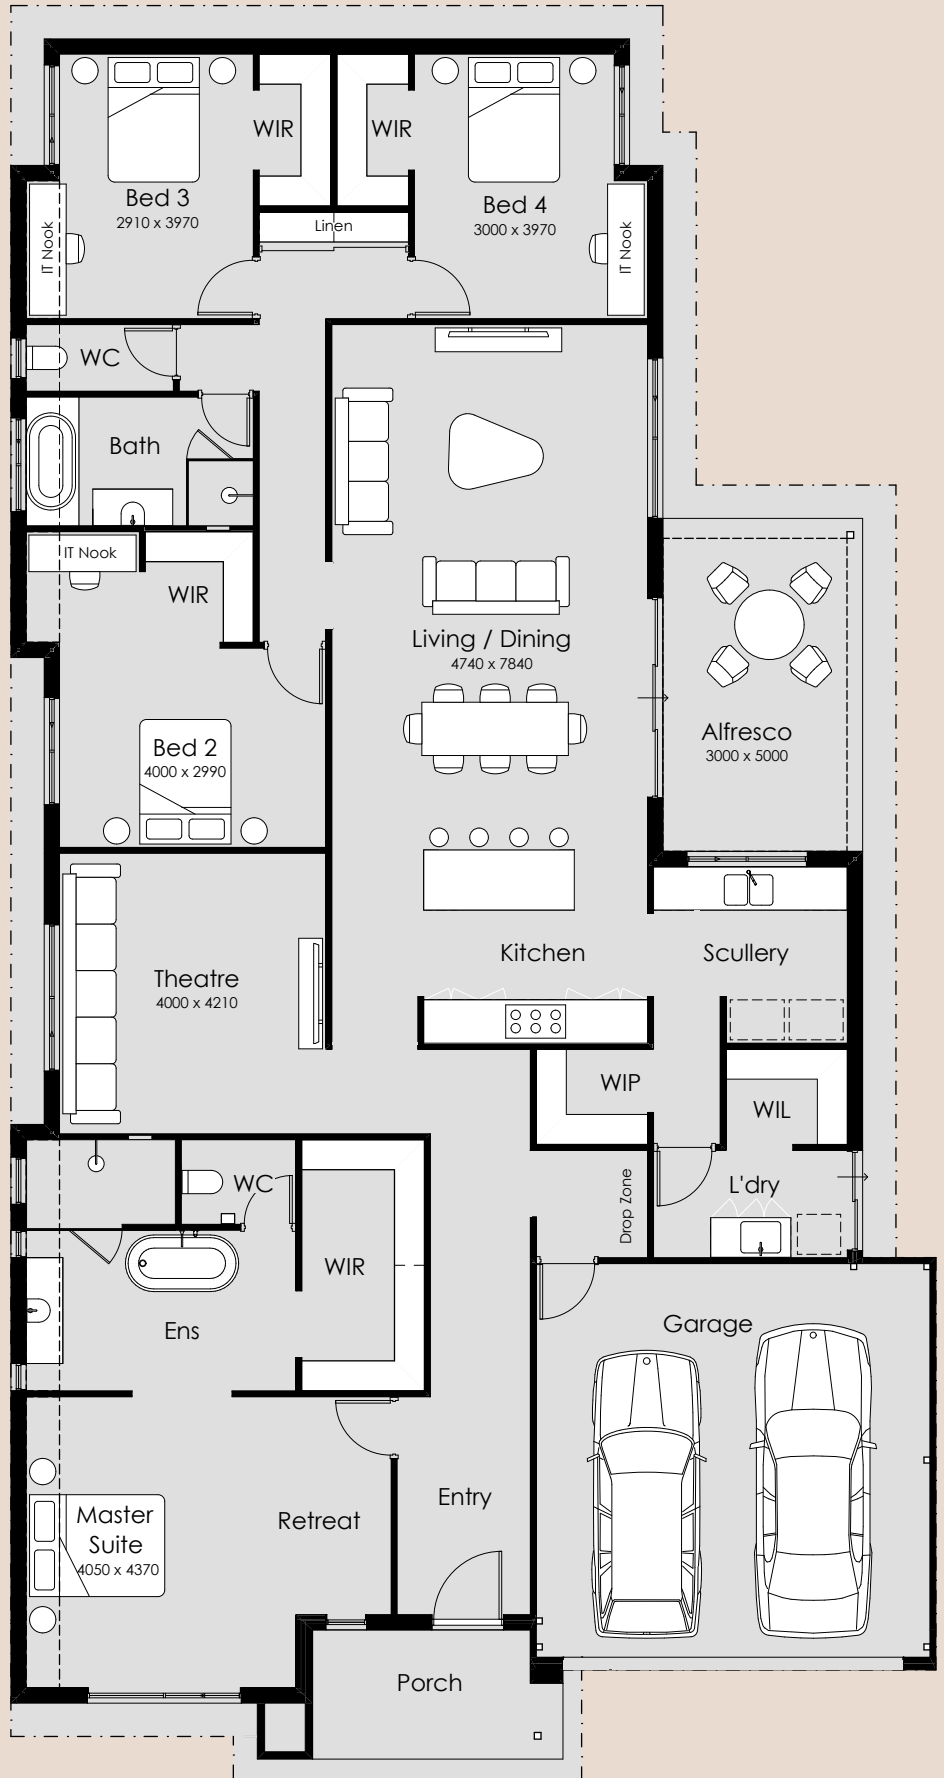 WIR
WIR
Bed 3
2910 x 3970
Bed 4
3000 x 3970
Linen
IT Nook
IT Nook
WC
Bath
IT Nook
WIR
Living / Dining
4740 x 7840
Alfresco
3000 x 5000
Bed 2
4000 x 2990
Kitchen
Scullery
Theatre
4000 x 4210
WIP
WIL
WC
L'dry
Drop Zone
WIR
Ens
Garage
Entry
Master
Suite
4050 x 4370
Retreat
Porch